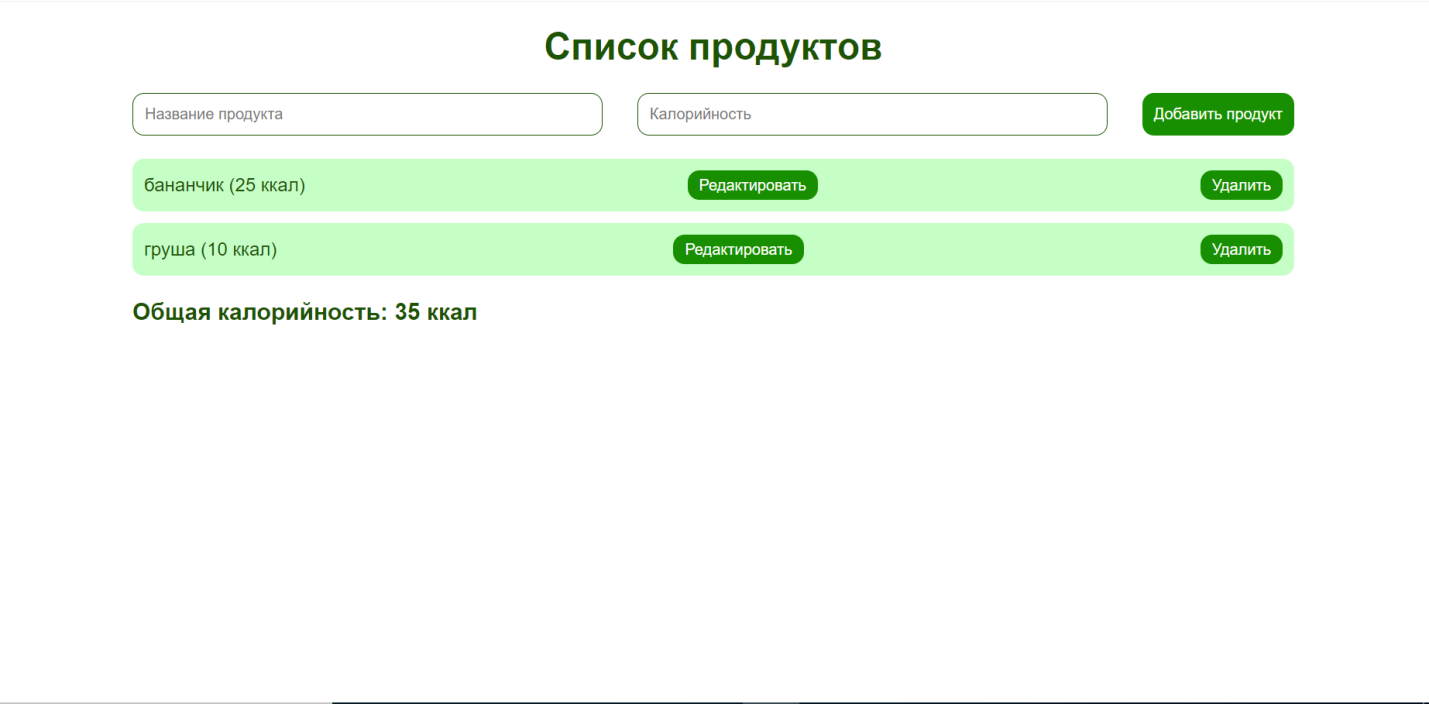 Список продуктов
Название продукта Калорийность Добавить продукт
бананчик (25 ккал) Редактировать Удалить
груша (10 ккал) Редактировать Удалить
Общая калорийность: 35 ккал